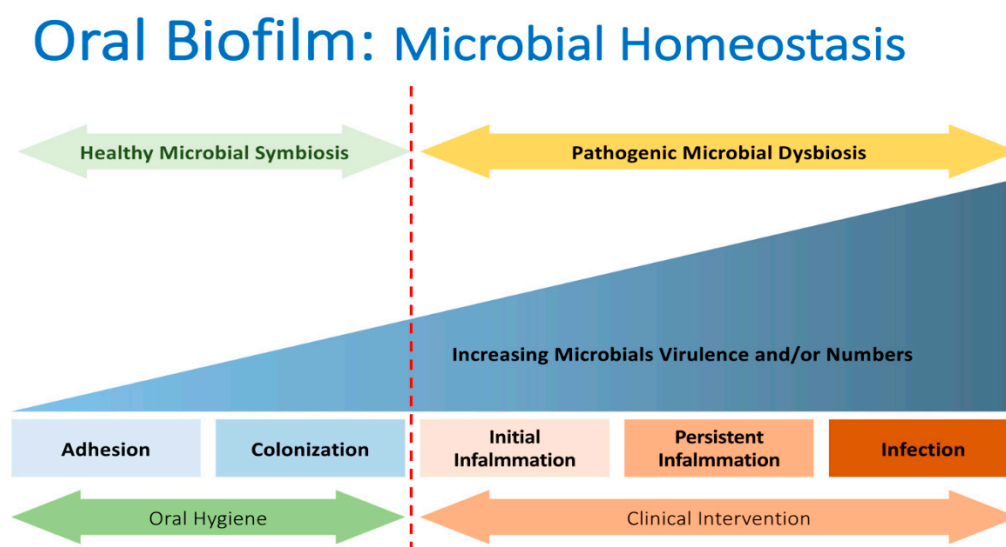 Oral Biofilm: Microbial Homeostasis
Healthy Microbial Symbiosis
Pathogenic Microbial Dysbiosis
Increasing Microbials Virulence and/or Numbers
Adhesion
Colonization
Initial
Infalmmation
Persistent
Infalmmation
Infection
Oral Hygiene
Clinical Intervention